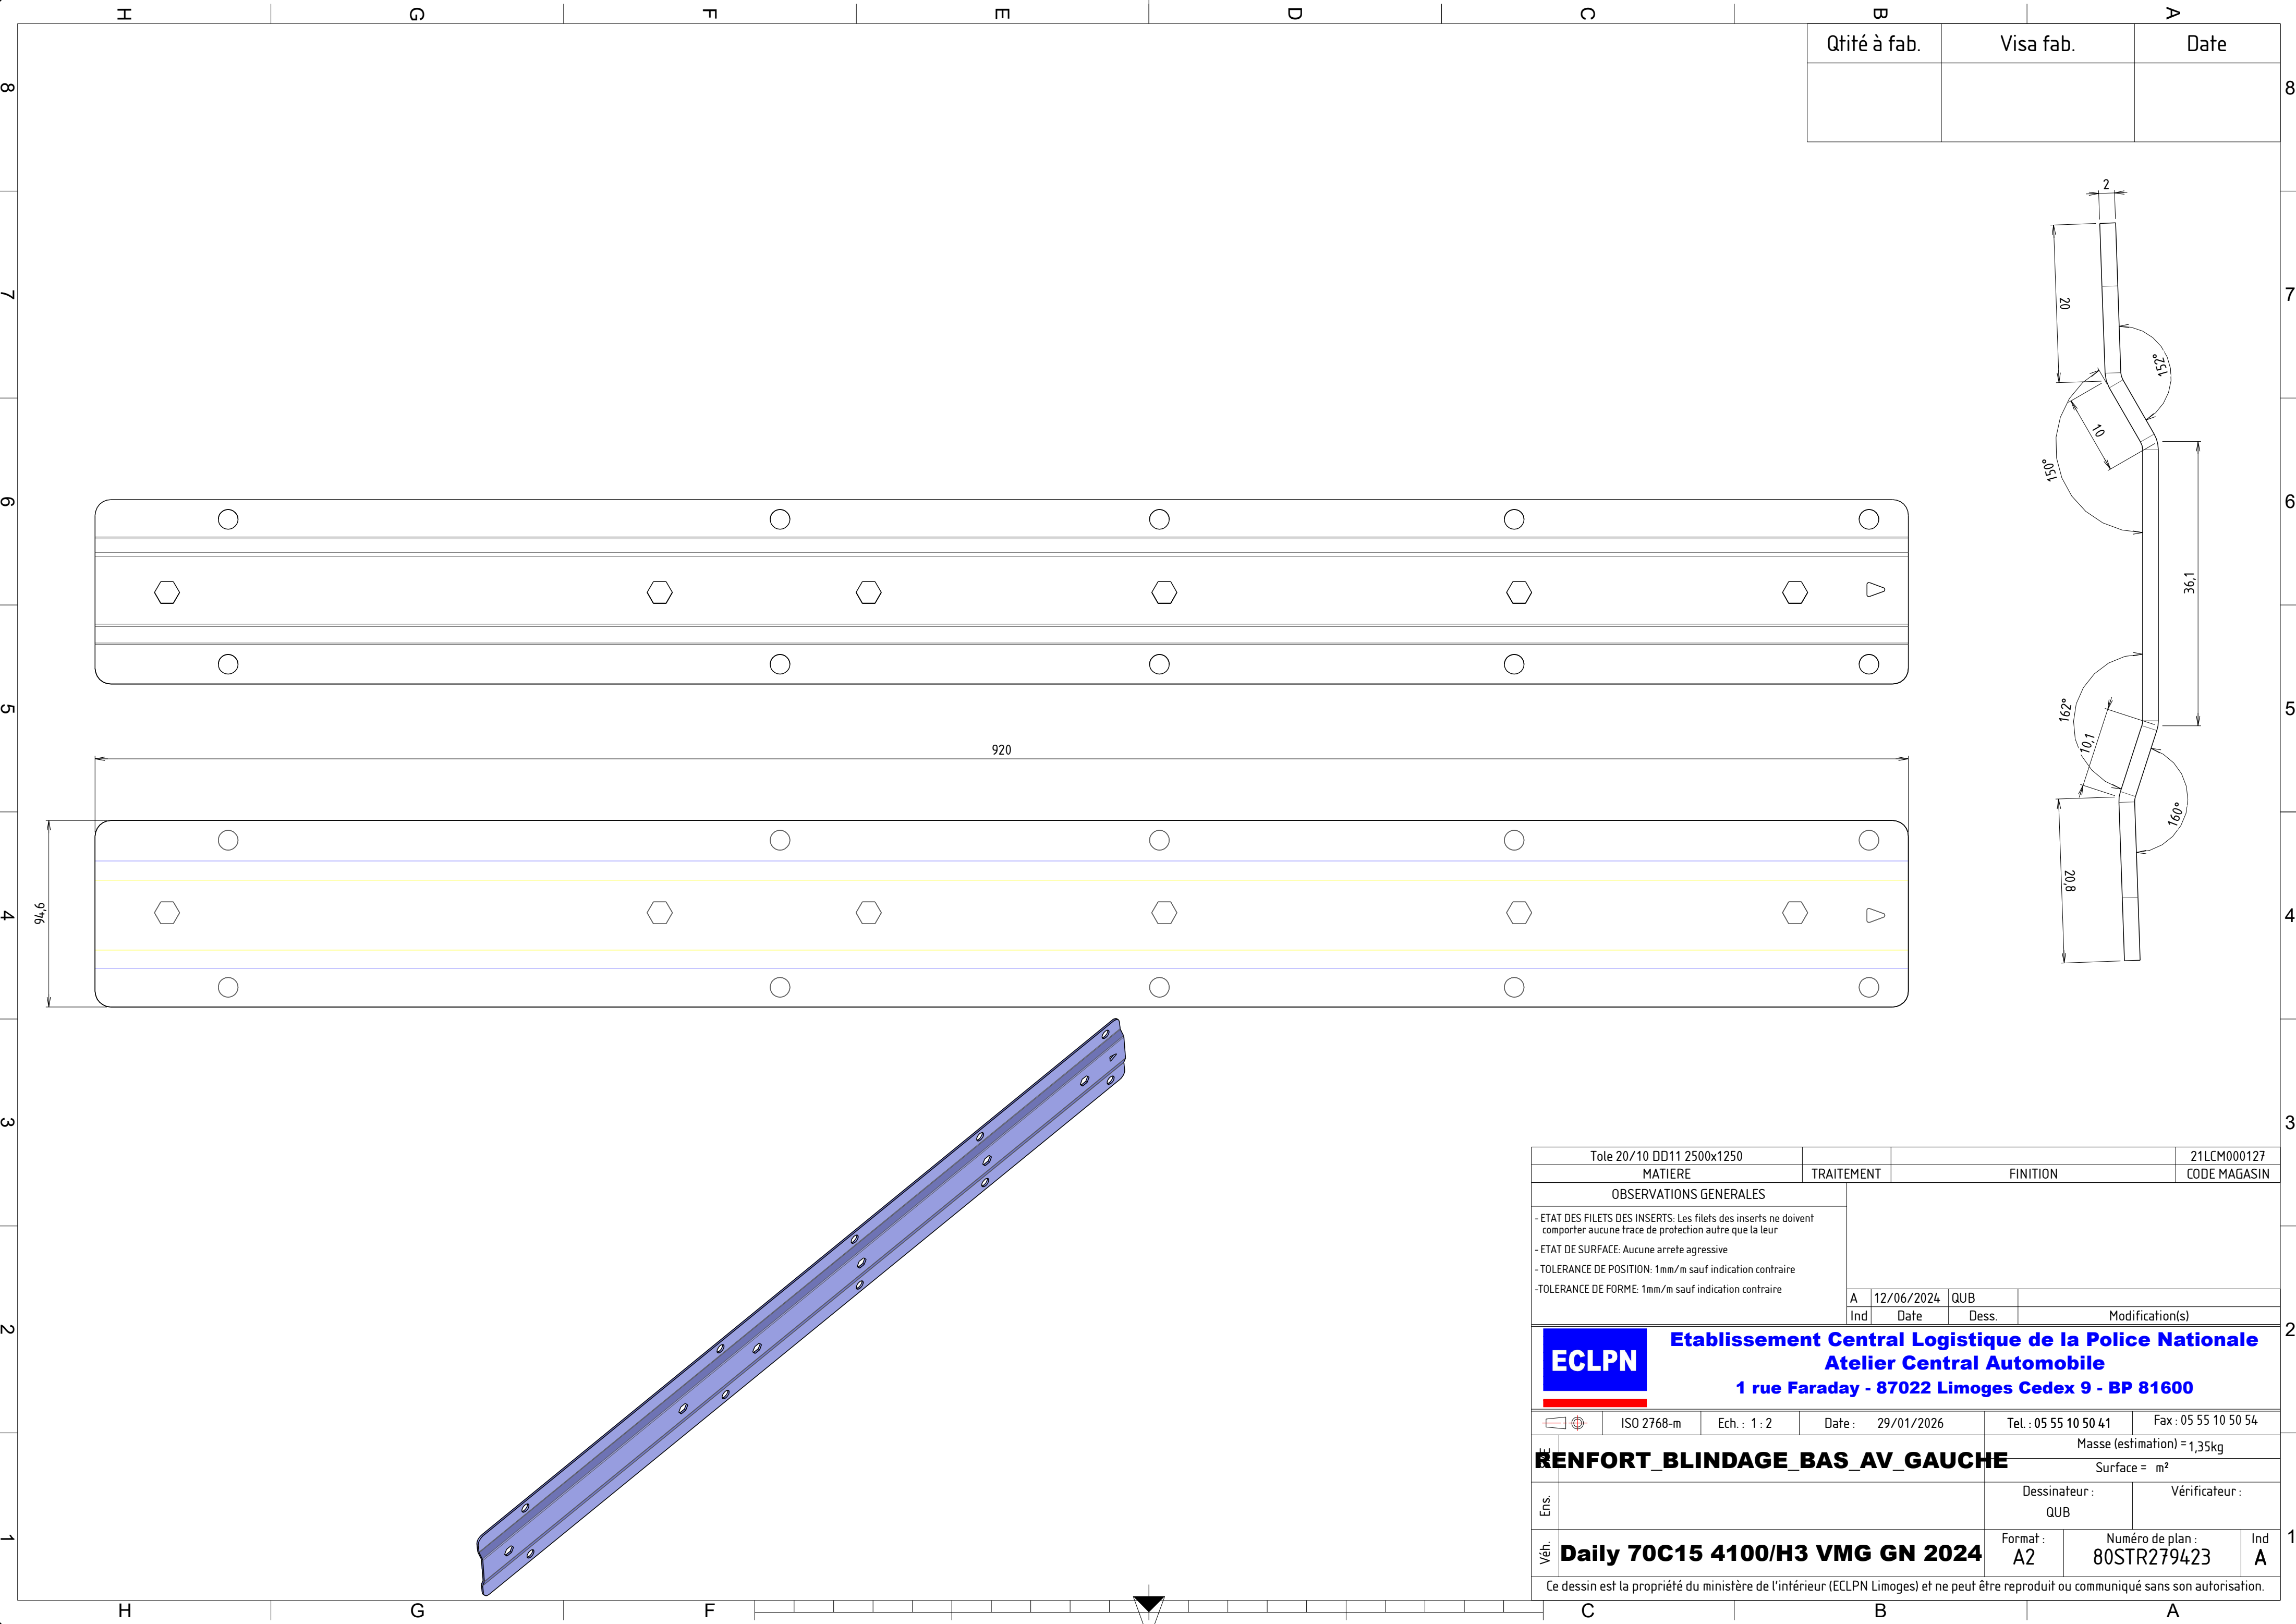 H G F E D C B A
Qtité à fab. Visa fab. Date
8 8
7 7
6 6
5 5
4 4
3 3
2 2
1 1
2
20
152°
10
150°
36,1
162°
10,1
160°
20,8
920
94,6
Tole 20/10 DD11 2500x1250 21LCM000127
MATIERE TRAITEMENT FINITION CODE MAGASIN
OBSERVATIONS GENERALES
- ETAT DES FILETS DES INSERTS: Les filets des inserts ne doivent
comporter aucune trace de protection autre que la leur
- ETAT DE SURFACE: Aucune arrete agressive
- TOLERANCE DE POSITION: 1mm/m sauf indication contraire
-TOLERANCE DE FORME: 1mm/m sauf indication contraire
A 12/06/2024 QUB
Ind Date Dess. Modification(s)
ECLPN
Etablissement Central Logistique de la Police Nationale
Atelier Central Automobile
1 rue Faraday - 87022 Limoges Cedex 9 - BP 81600
ISO 2768-m Ech. : 1 : 2 Date : 29/01/2026 Tel. : 05 55 10 50 41 Fax : 05 55 10 50 54
RENFORT_BLINDAGE_BAS_AV_GAUCHE
Masse (estimation) = 1,35kg
Surface = m²
Ens.
Dessinateur : Vérificateur :
QUB
Véh. Daily 70C15 4100/H3 VMG GN 2024
Format : Numéro de plan : Ind
A2 80STR279423 A
Ce dessin est la propriété du ministère de l'intérieur (ECLPN Limoges) et ne peut être reproduit ou communiqué sans son autorisation.
H G F C B A